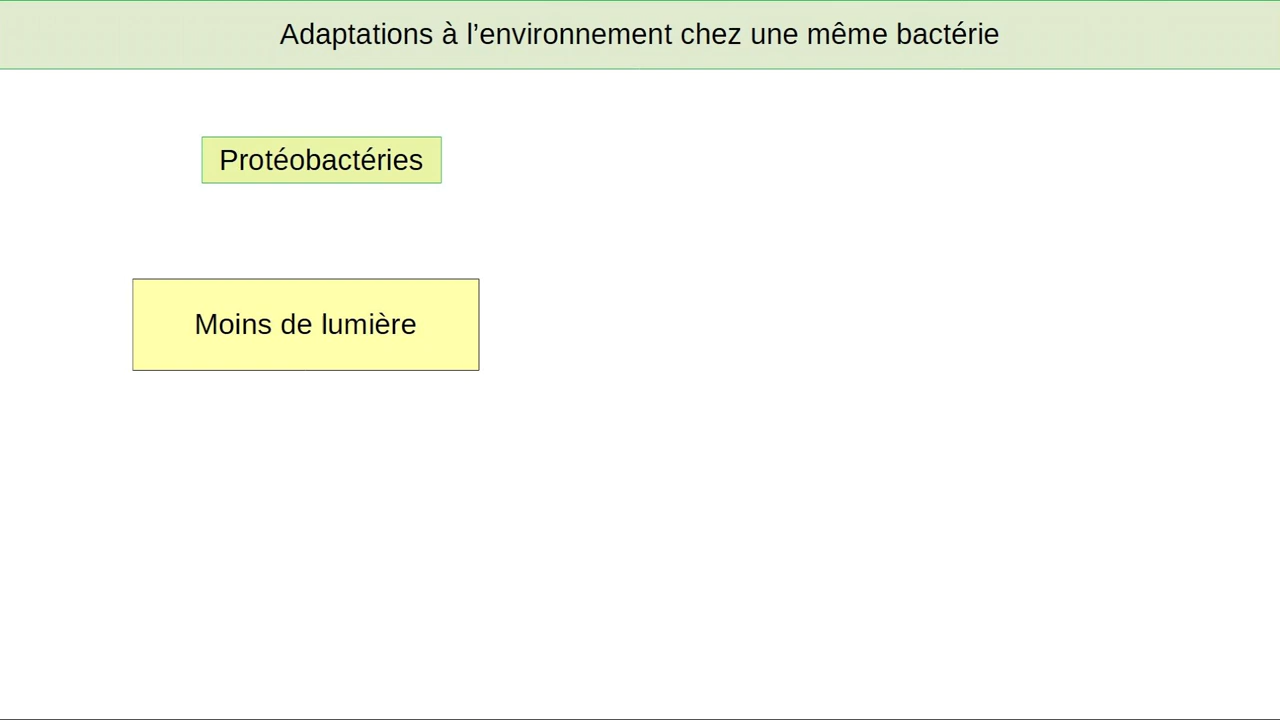 Adaptations à l’environnement chez une même bactérie
Protéobactéries
Moins de lumière